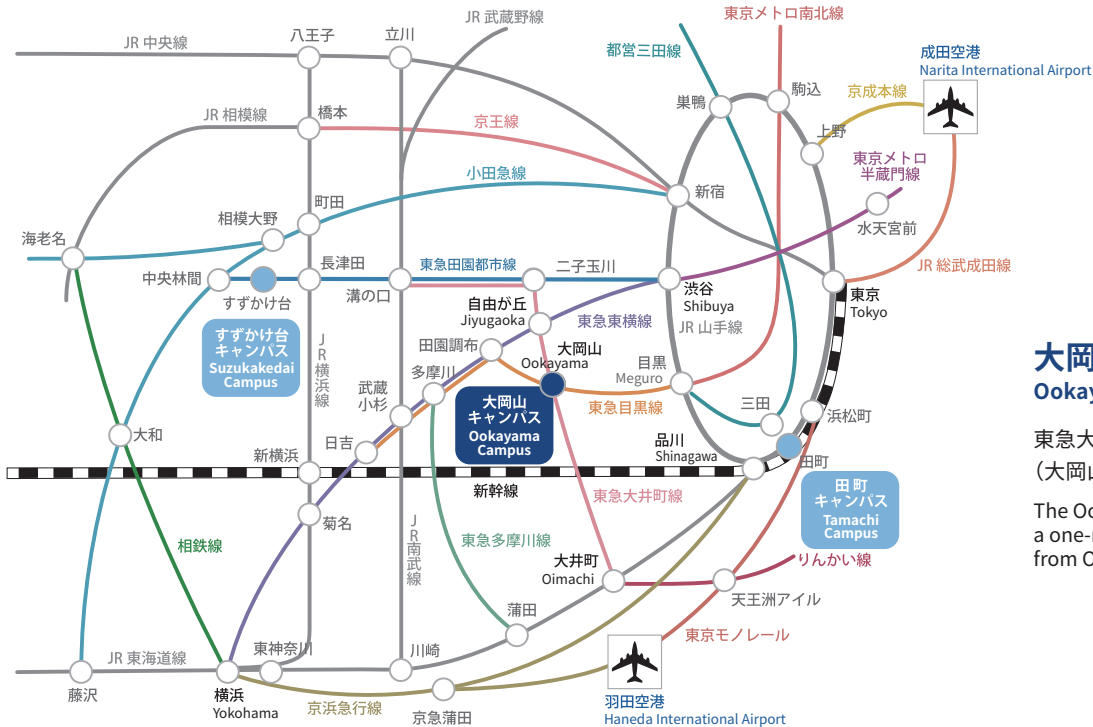 JR 武蔵野線
東京メトロ南北線
JR 中央線
八王子
立川
都営三田線
成田空港
Narita International Airport
巣鴨
駒込
京成本線
JR 相模線
橋本
京王線
上野
東京メトロ
半蔵門線
小田急線
新宿
町田
相模大野
水天宮前
海老名
中央林間
すずかけ台
長津田
東急田園都市線
溝の口
二子玉川
渋谷
Shibuya
JR 総武成田線
東京
Tokyo
自由が丘
Jiyugaoka
東急東横線
JR 山手線
すずかけ台
キャンパス
Suzukakedai
Campus
JR横浜線
田園調布
大岡山
Ookayama
目黒
Meguro
多摩川
武蔵
小杉
大岡山
キャンパス
Ookayama
Campus
東急目黒線
三田
浜松町
大岡
Ookay
東急大
（大岡山
The Oo
a one-
from O
大和
日吉
新横浜
品川
Shinagawa
田町
新幹線
田町
キャンパス
Tamachi
Campus
東急大井町線
菊名
JR南武線
相鉄線
東急多摩川線
大井町
Oimachi
りんかい線
天王洲アイル
蒲田
東京モノレール
JR 東海道線
東神奈川
川崎
藤沢
横浜
Yokohama
京浜急行線
京急蒲田
羽田空港
Haneda International Airport